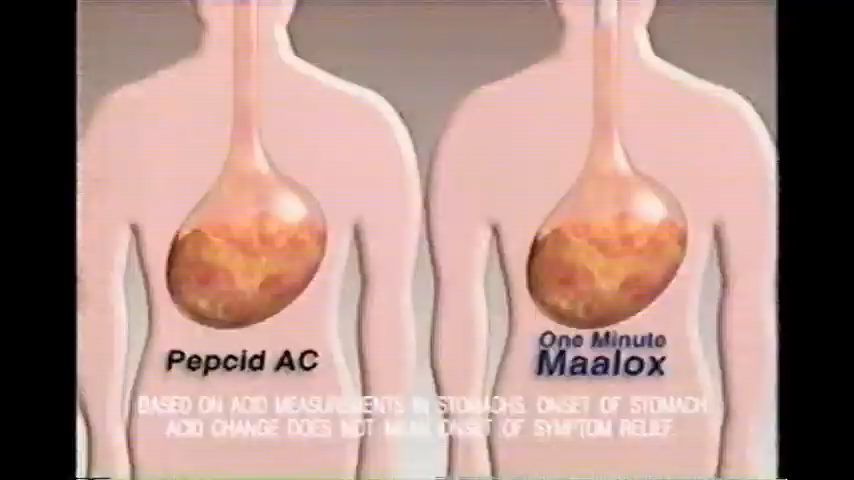 Pepcid AC
One Minute
Maalox
BASED ON ACID MEASUREMENTS IN STOMACHS. ONSET OF STOMACH
ACID CHANGE DOES NOT MEAN ONSET OF SYMPTOM RELIEF.